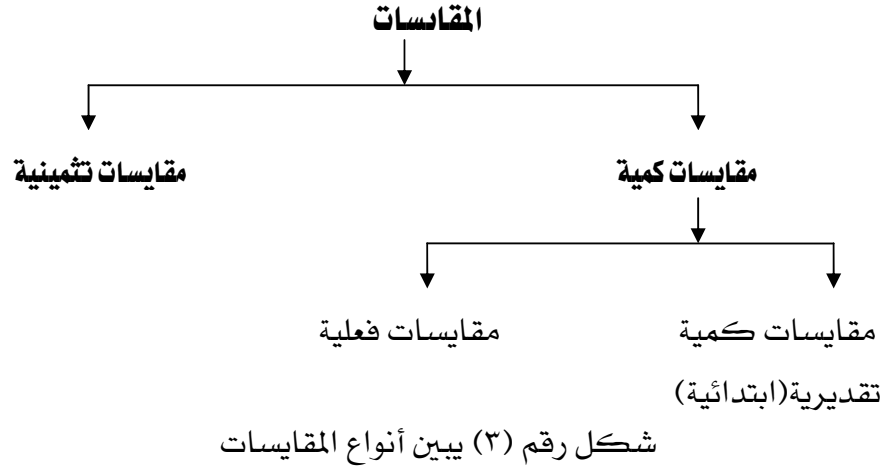 المقايسات
مقايسات كمية
مقايسات تثمينية
مقايسات كمية
تقديرية(ابتدائية)
مقايسات فعلية
شكل رقم (٣) يبين أنواع المقايسات